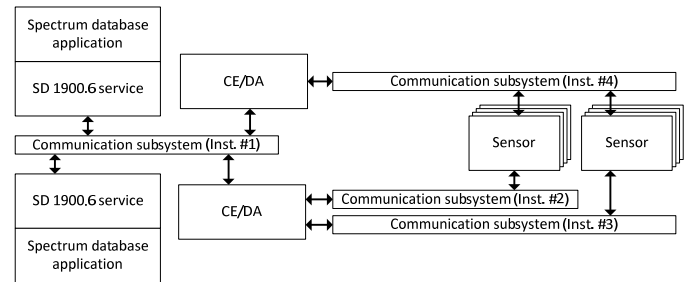 Spectrum database
application
SD 1900.6 service
CE/DA
Communication subsystem (Inst. #4)
Communication subsystem (Inst. #1)
Sensor
Sensor
SD 1900.6 service
Spectrum database
application
CE/DA
Communication subsystem (Inst. #2)
Communication subsystem (Inst. #3)